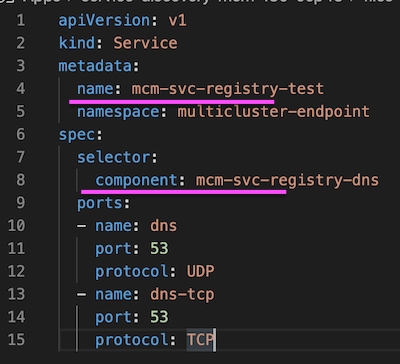 1 apiVersion: v1
2 kind: Service
3 metadata:
4   name: mcm-svc-registry-test
5   namespace: multicluster-endpoint
6 spec:
7   selector:
8     component: mcm-svc-registry-dns
9   ports:
10   - name: dns
11     port: 53
12     protocol: UDP
13   - name: dns-tcp
14     port: 53
15     protocol: TCP